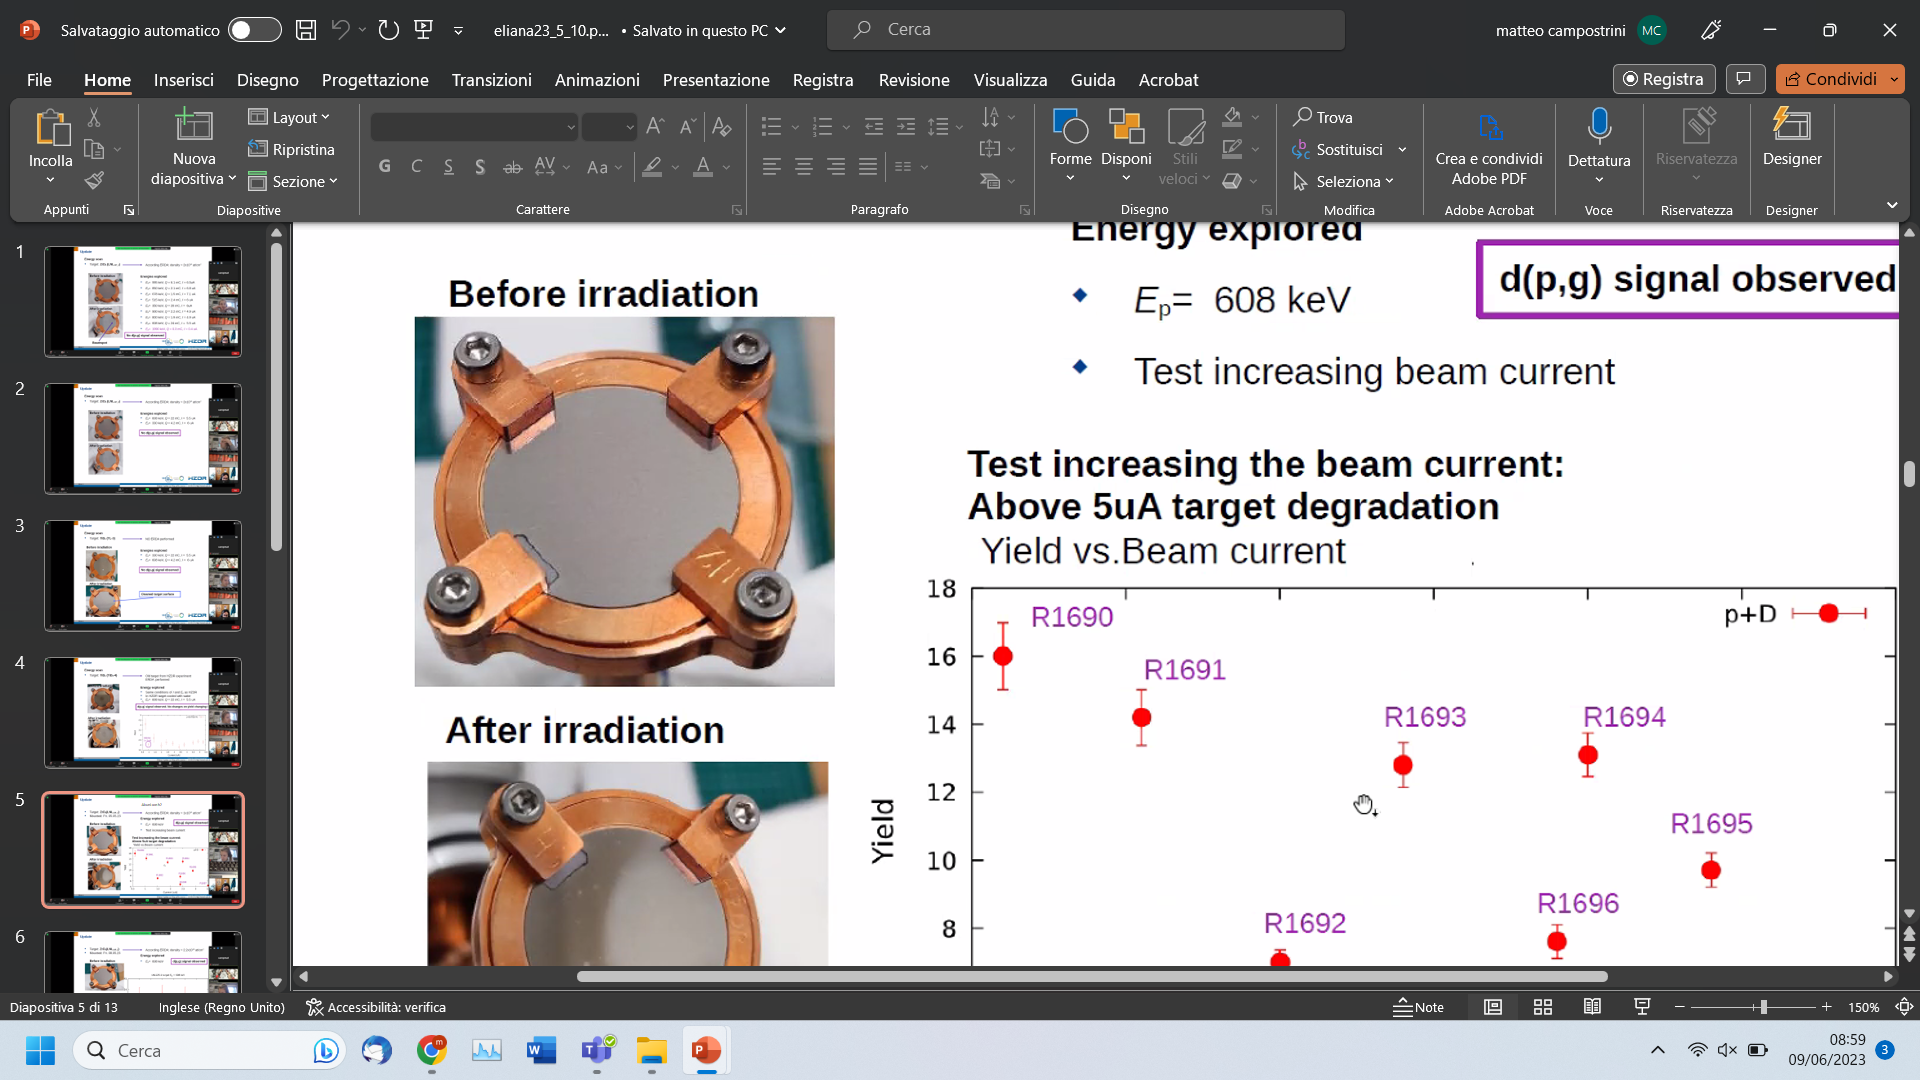 Salvataggio automatico
eliana23_5_10.p... • Salvato in questo PC
Cerca
matteo campostrini
MC
File
Home
Inserisci
Disegno
Progettazione
Transizioni
Animazioni
Presentazione
Registra
Revisione
Visualizza
Guida
Acrobat
Registra
Condividi
Incolla
Appunti
Nuova
diapositiva
Layout
Ripristina
Sezione
Diapositive
G C S S ab AV Aa A
Carattere
Paragrafo
Forme
Disponi
Stili
veloci
Disegno
Trova
Sostituisci
Seleziona
Modifica
Crea e condividi
Adobe PDF
Adobe Acrobat
Dettatura
Voce
Riservatezza
Riservatezza
Designer
Designer
1
2
3
4
5
6
Before irradiation
After irradiation
Energy explored
Ep= 608 keV
Test increasing beam current
d(p,g) signal observed
Test increasing the beam current:
Above 5uA target degradation
Yield vs.Beam current
18
16
14
12
10
8
Yield
p+D
R1690
R1691
R1693
R1694
R1695
R1696
R1692
Diapositiva 5 di 13
Inglese (Regno Unito)
Accessibilità: verifica
Note
150%
Cerca
08:59
09/06/2023
3